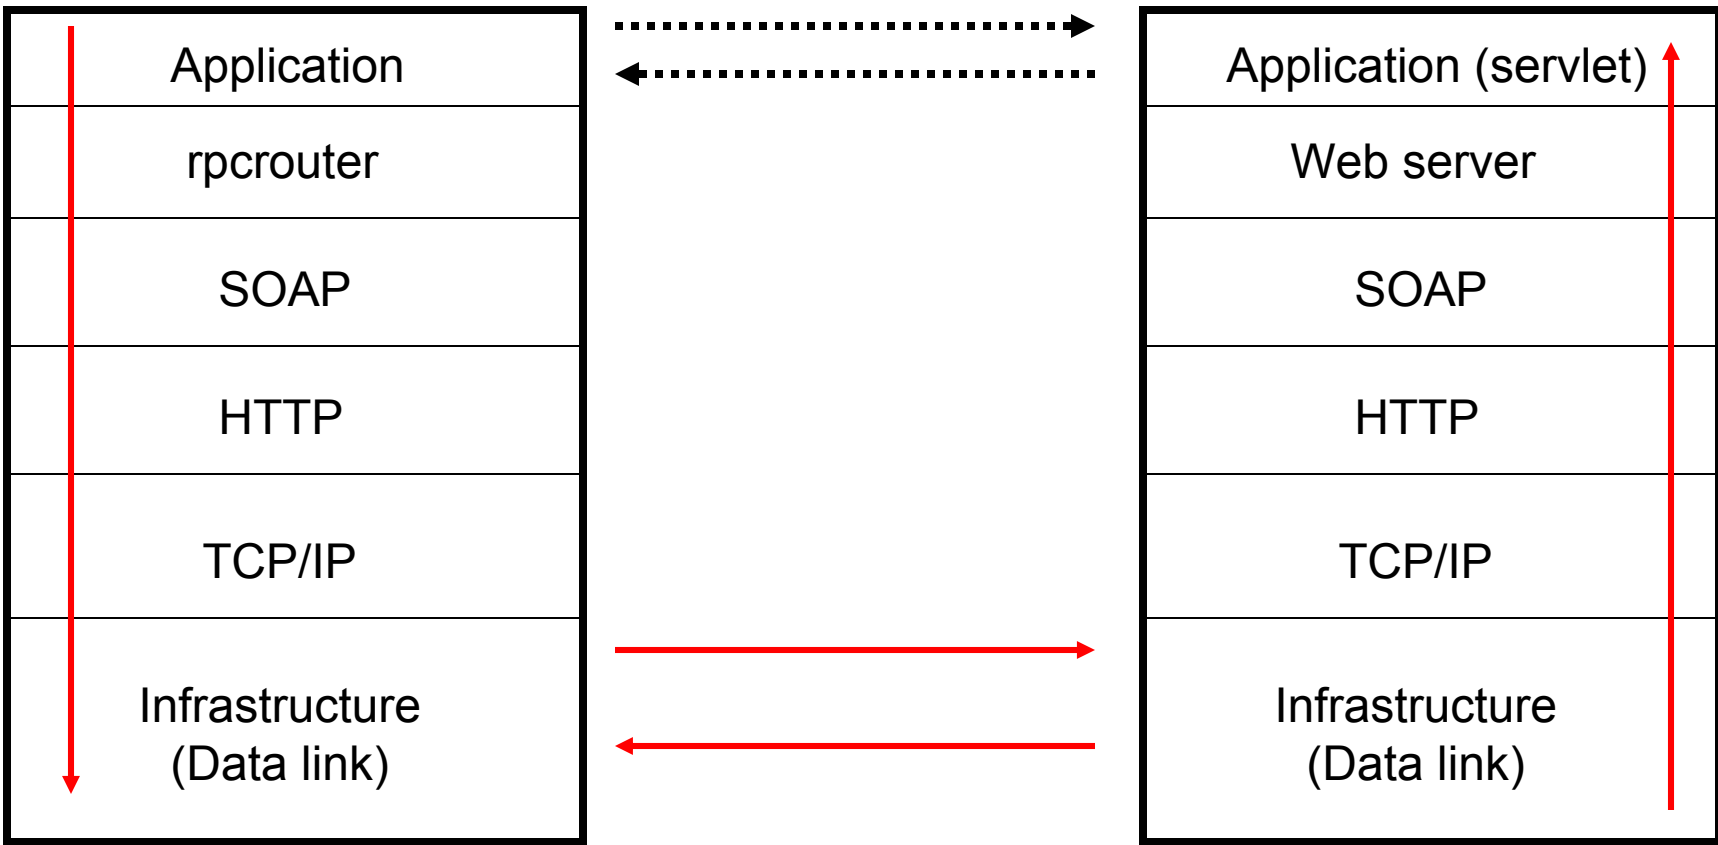 Application
rpcrouter
SOAP
HTTP
TCP/IP
Infrastructure
(Data link)
Application (servlet)
Web server
SOAP
HTTP
TCP/IP
Infrastructure
(Data link)